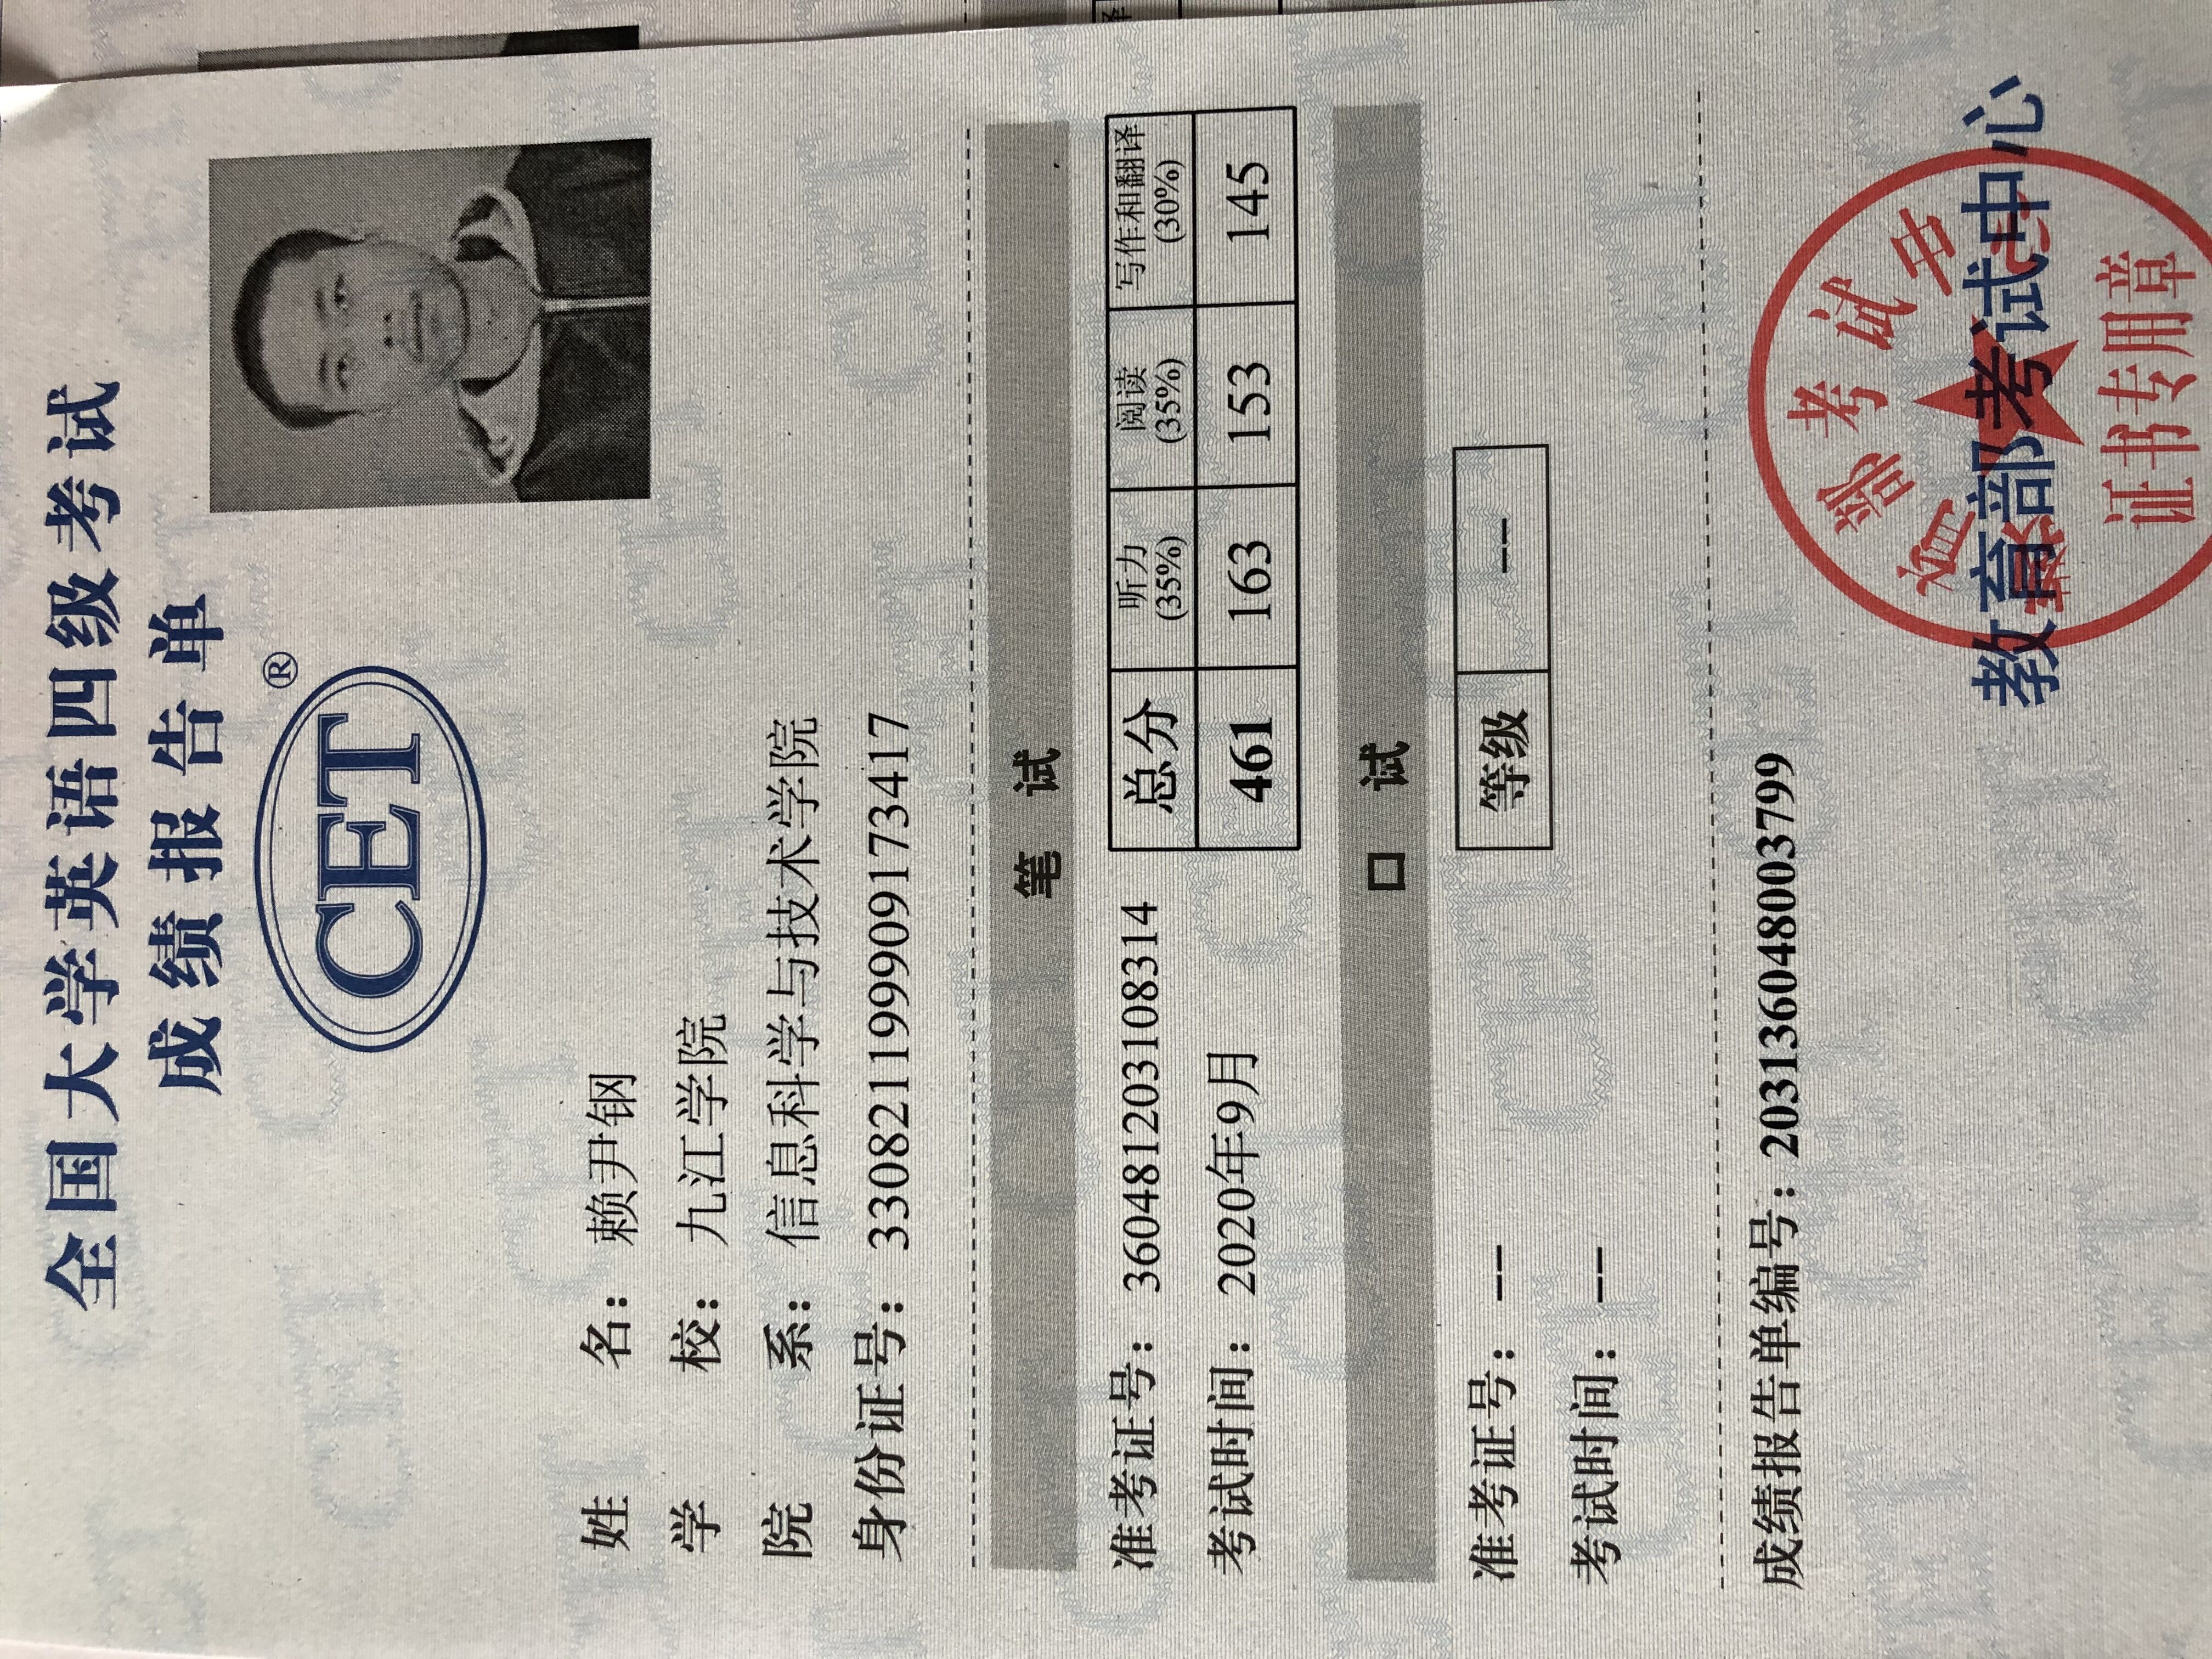 全国大学英语四级考试
成绩报告单
CET®
姓名：赖尹钢
学校：九江学院
院系：信息科学与技术学院
身份证号：330821199909173417
笔试
准考证号：360481203108314
考试时间：2020年9月
总分 听力(35%) 阅读(35%) 写作和翻译(30%)
461 163 153 145
口试
准考证号：--
等级 --
考试时间：--
成绩报告单编号：203136048003799
教育部考试中心
教育部考试中心
证书专用章
译